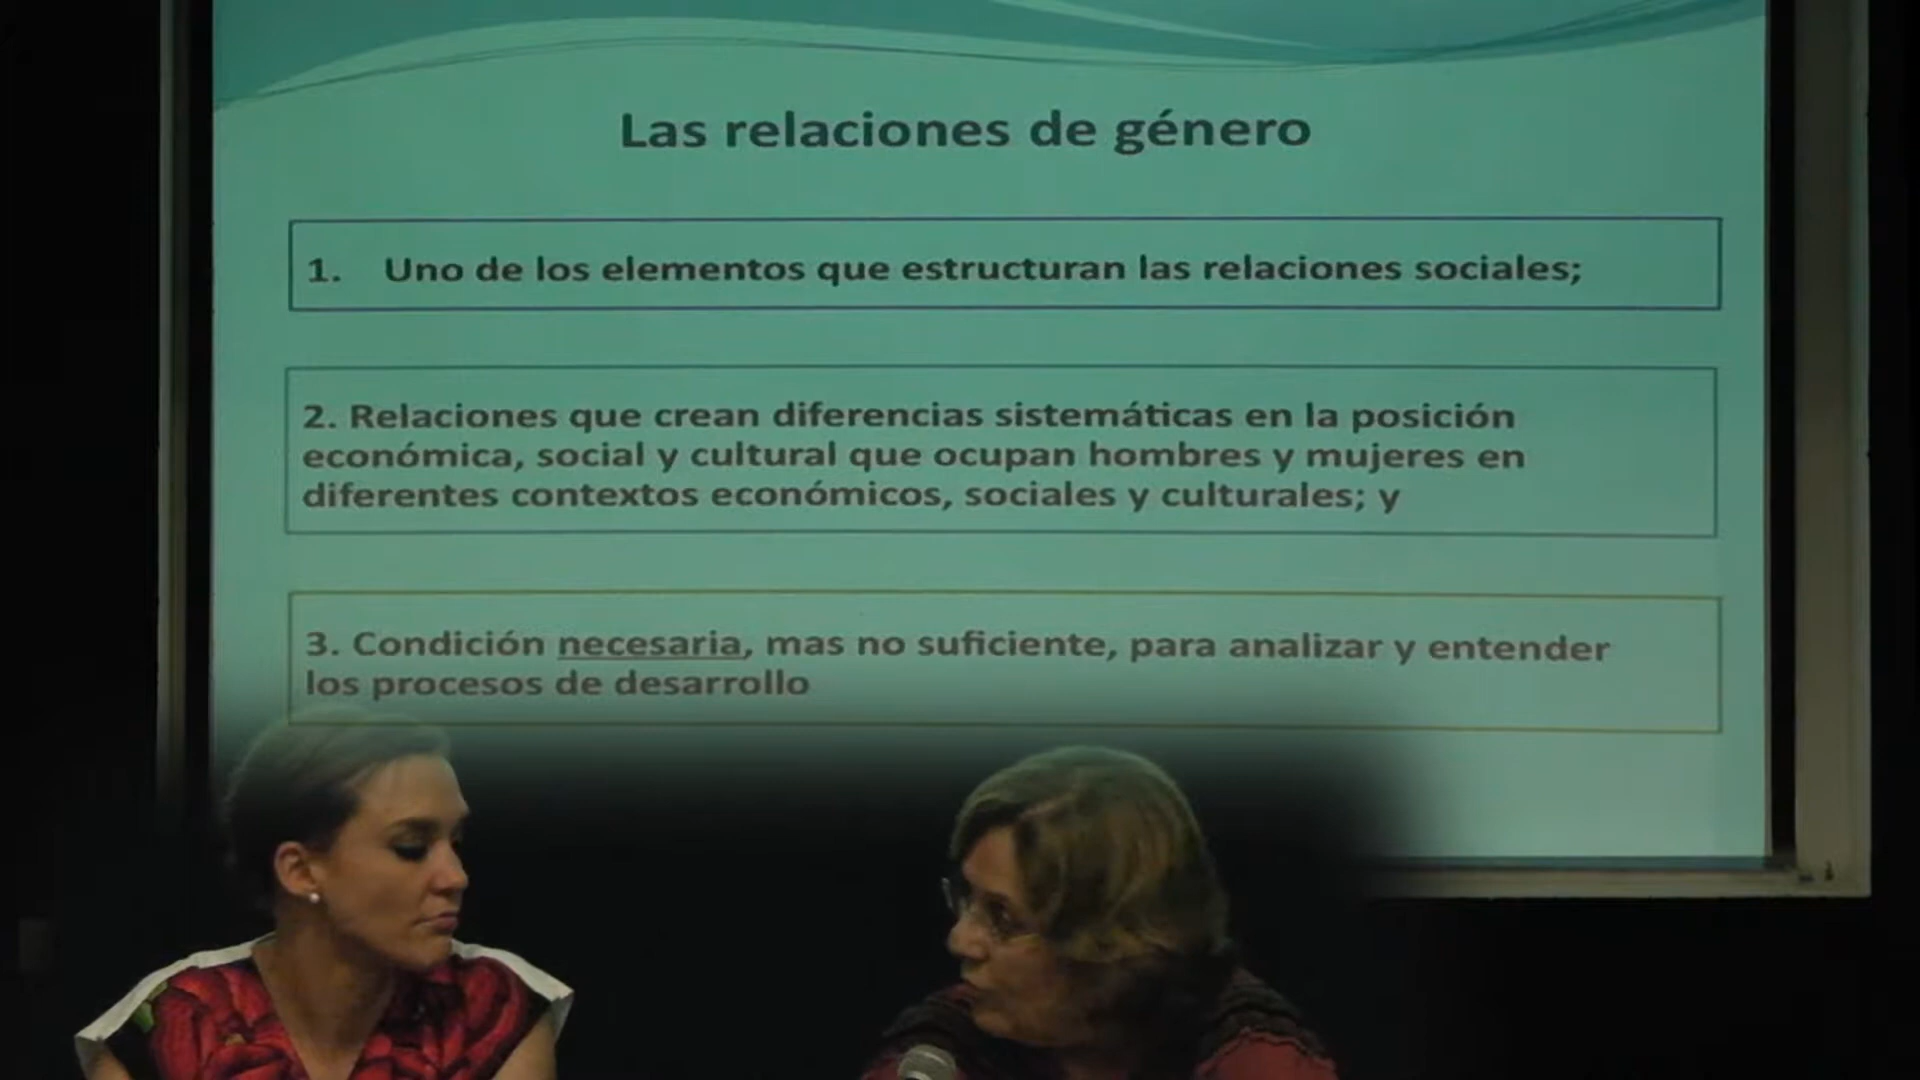 Las relaciones de género
1. Uno de los elementos que estructuran las relaciones sociales;
2. Relaciones que crean diferencias sistemáticas en la posición
económica, social y cultural que ocupan hombres y mujeres en
diferentes contextos económicos, sociales y culturales; y
3. Condición necesaria, mas no suficiente, para analizar y entender
los procesos de desarrollo